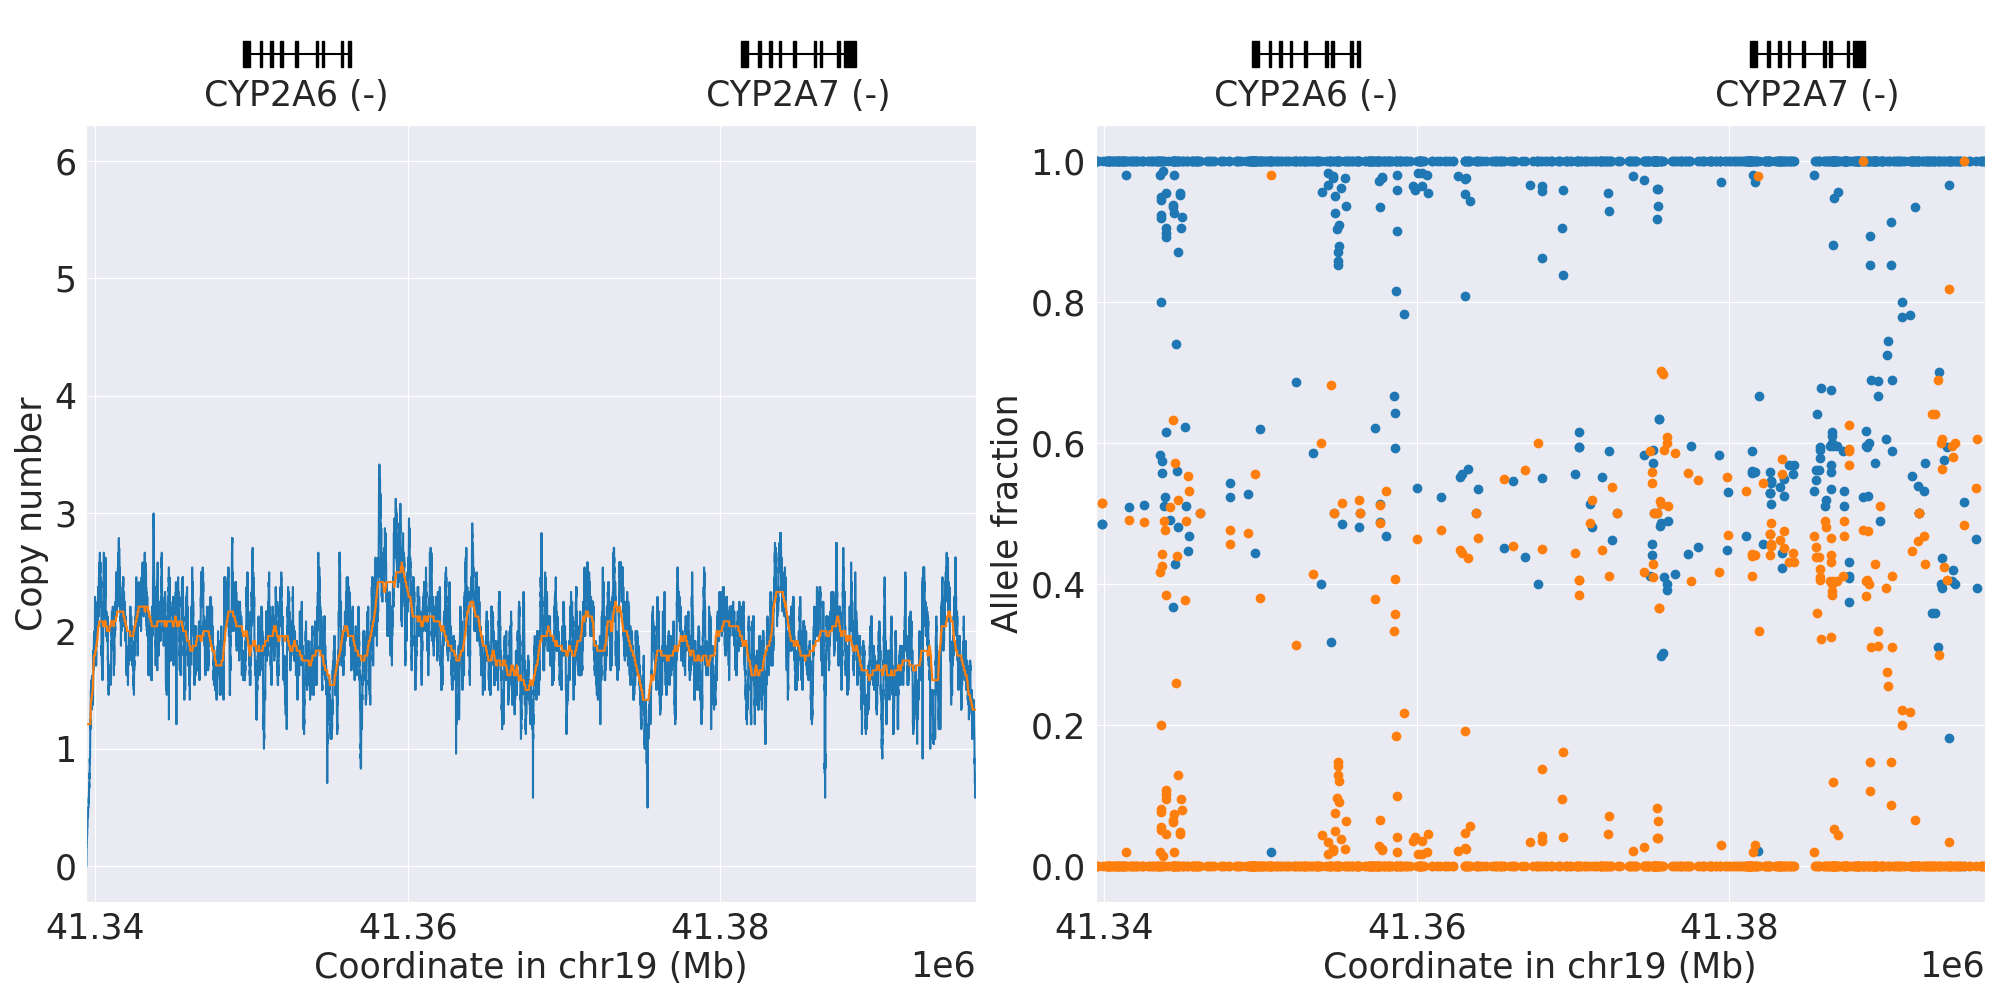 CYP2A6 (-)
CYP2A7 (-)
CYP2A6 (-)
CYP2A7 (-)
Copy number
6
5
4
3
2
1
0
41.34
41.36
41.38
Coordinate in chr19 (Mb)
1e6
Allele fraction
1.0
0.8
0.6
0.4
0.2
0.0
41.34
41.36
41.38
Coordinate in chr19 (Mb)
1e6